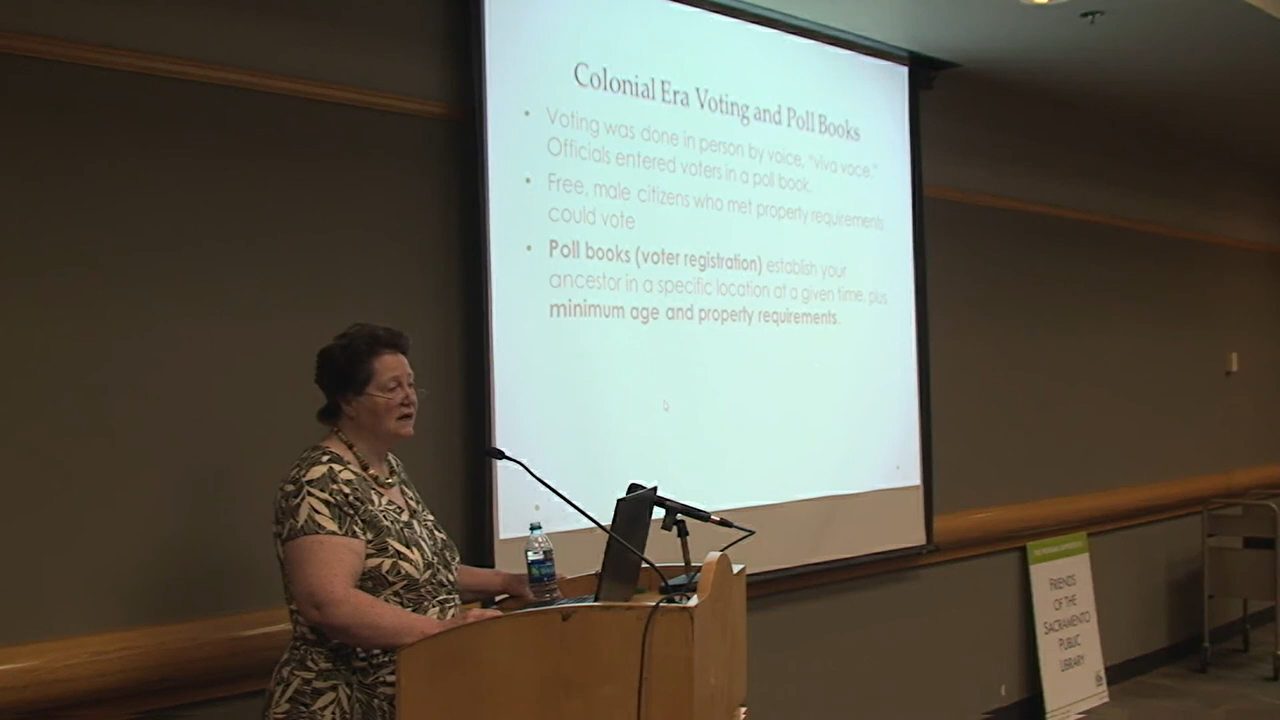 Colonial Era Voting and Poll Books
• Voting was done in person by voice, “viva voce.”
Officials entered voters in a poll book.
• Free, male citizens who met property requirements
could vote
• Poll books (voter registration) establish your
ancestor in a specific location at a given time, plus
minimum age and property requirements.
FRIENDS
OF THE
SACRAMENTO
PUBLIC
LIBRARY